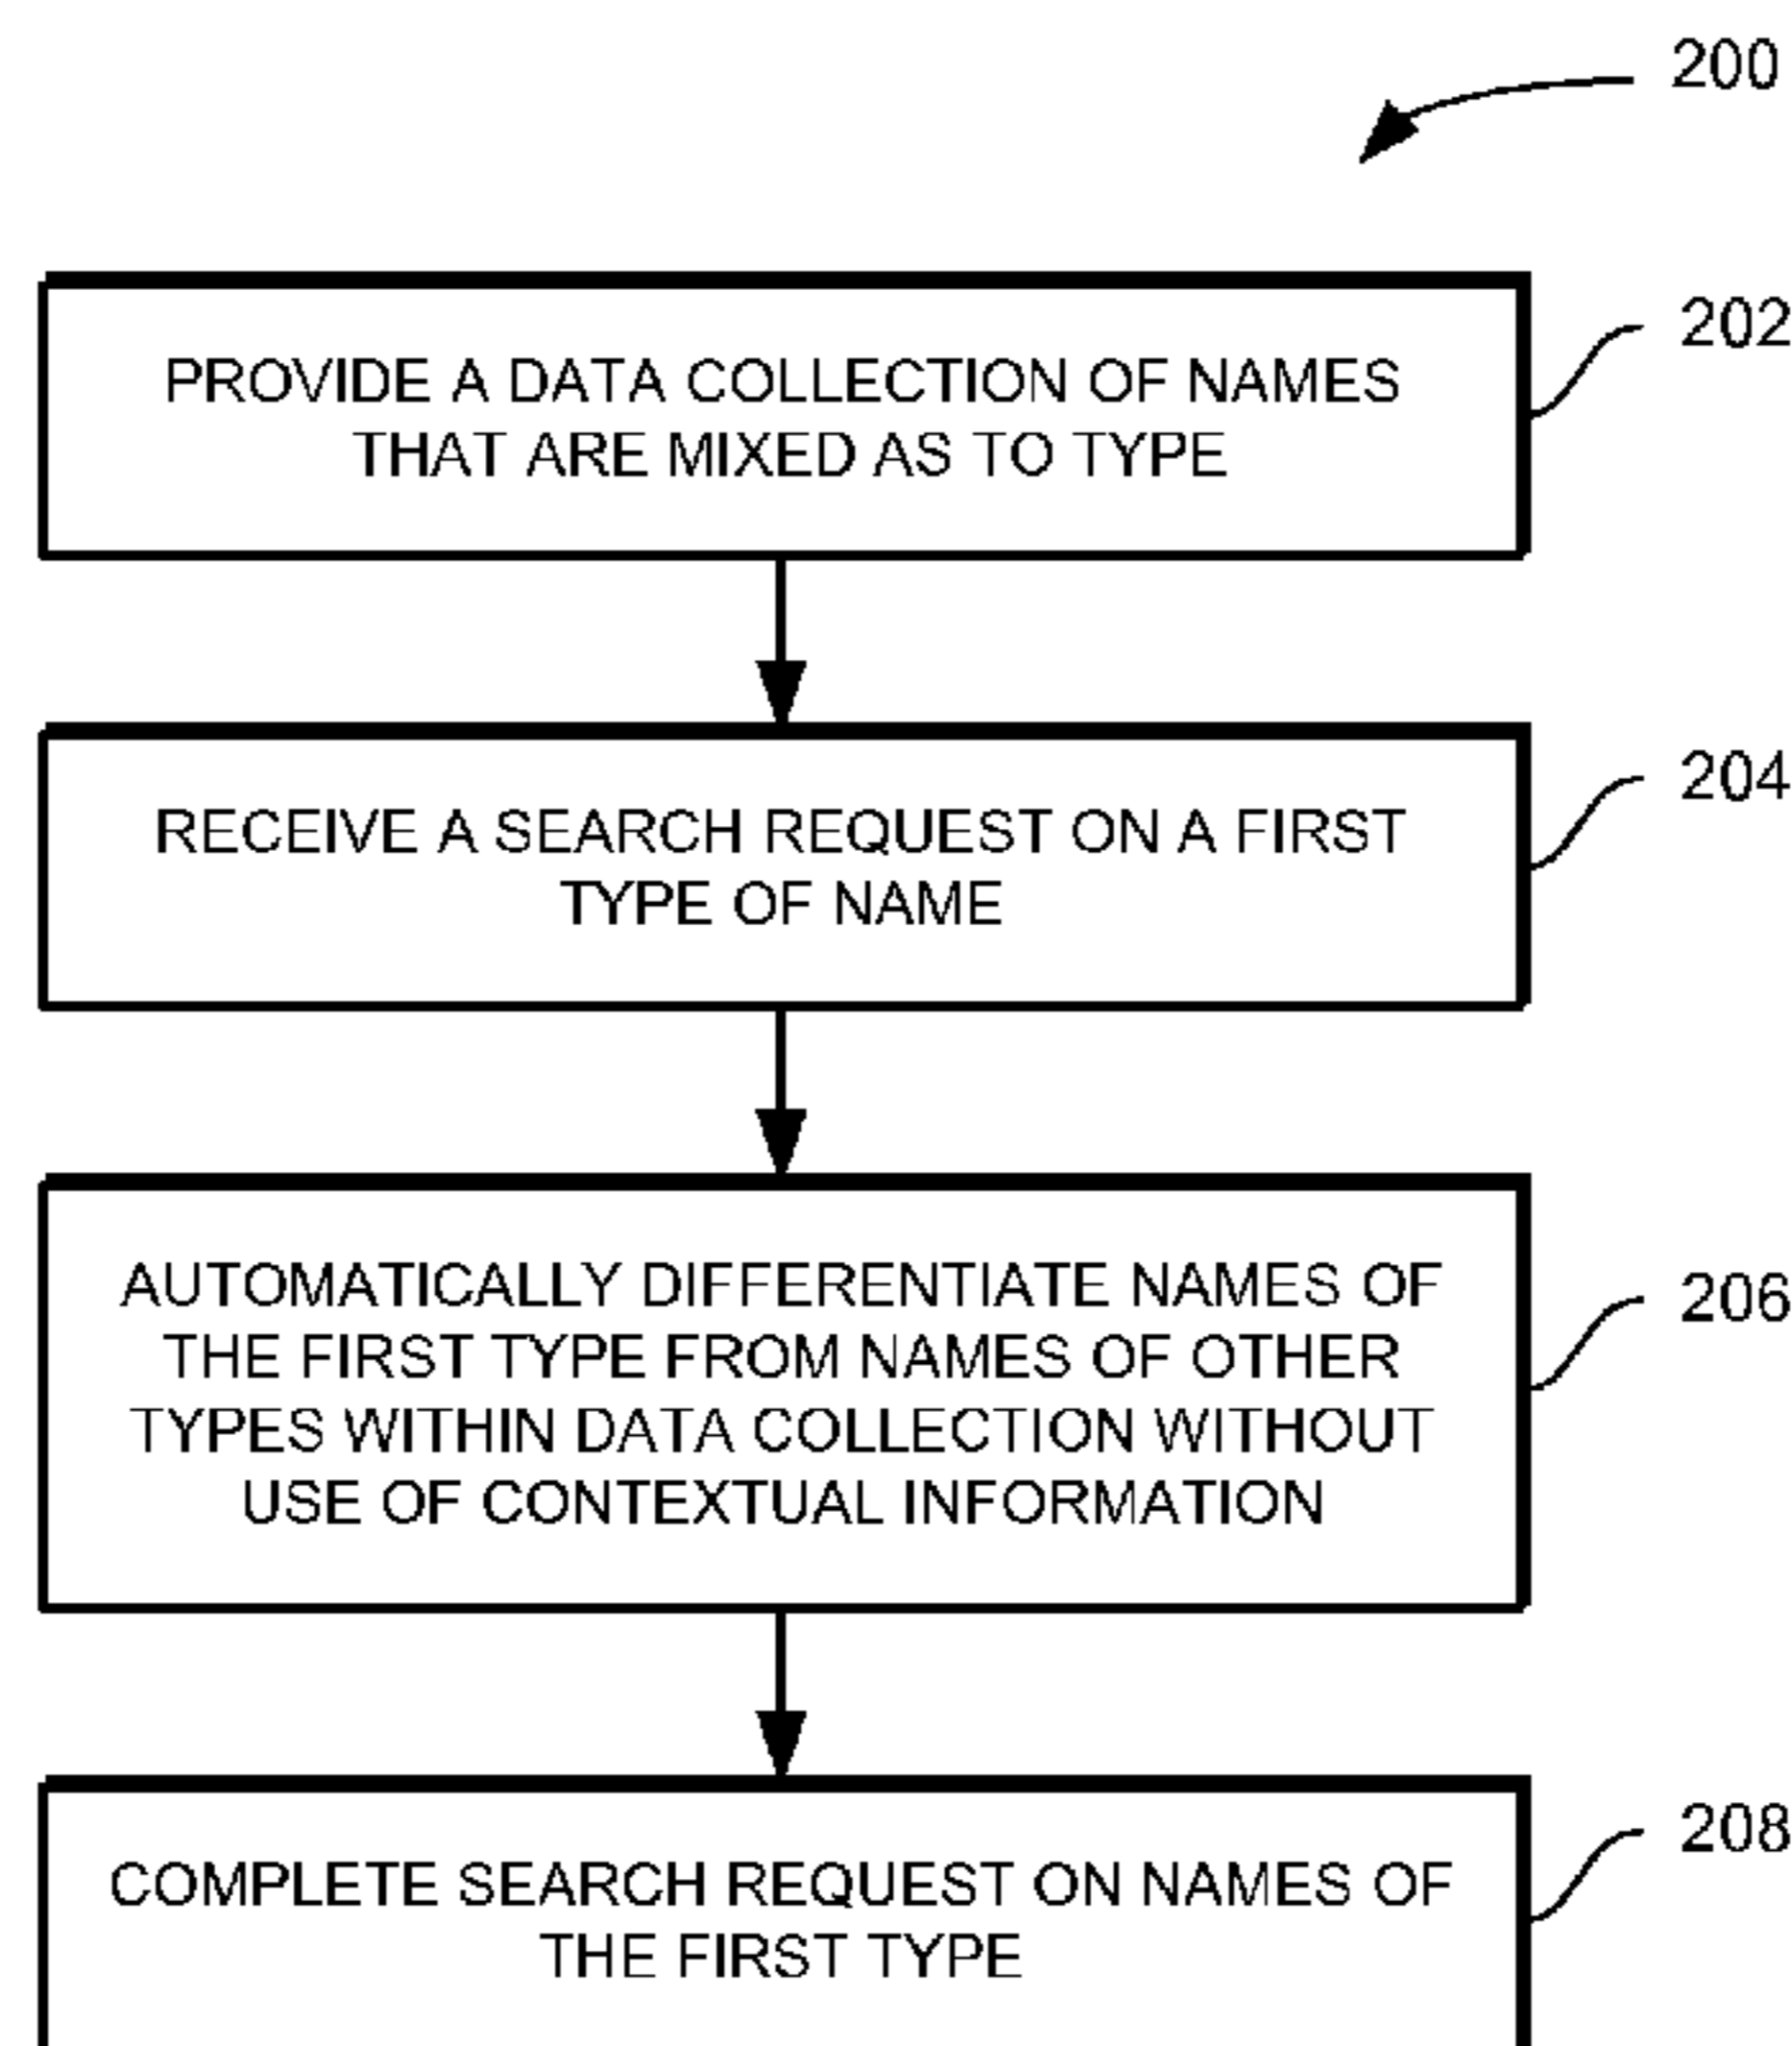 200
PROVIDE A DATA COLLECTION OF NAMES
THAT ARE MIXED AS TO TYPE
202
RECEIVE A SEARCH REQUEST ON A FIRST
TYPE OF NAME
204
AUTOMATICALLY DIFFERENTIATE NAMES OF
THE FIRST TYPE FROM NAMES OF OTHER
TYPES WITHIN DATA COLLECTION WITHOUT
USE OF CONTEXTUAL INFORMATION
206
COMPLETE SEARCH REQUEST ON NAMES OF
THE FIRST TYPE
208